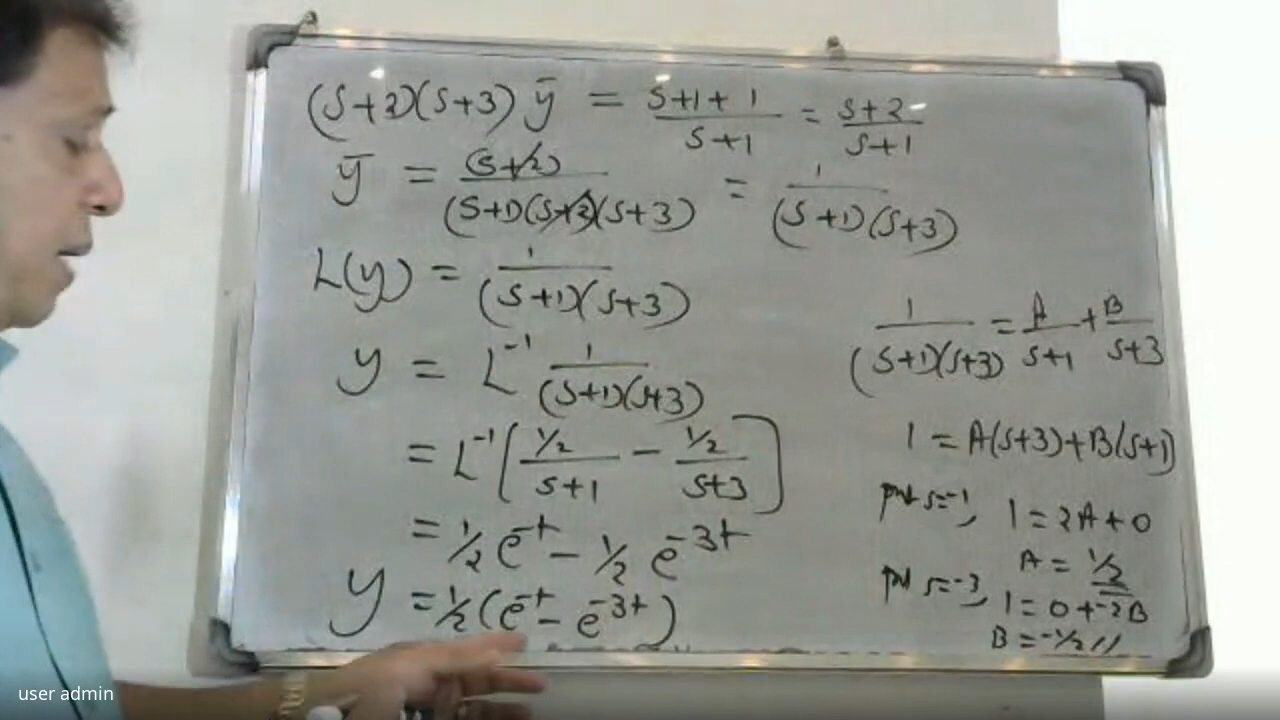 (S+2)(S+3) ȳ = S+1+1/S+1 = S+2/S+1
ȳ = (S+2)/(S+1)(S+2)(S+3) = 1/(S+1)(S+3)
L(y) = 1/(S+1)(S+3)
y = L⁻¹ 1/(S+1)(S+3)
= L⁻¹[½/S+1 − ½/S+3]
= ½ e⁻ᵗ − ½ e⁻³ᵗ
y = ½(e⁻ᵗ − e⁻³ᵗ)
1/(S+1)(S+3) = A/S+1 + B/S+3
1 = A(S+3)+B(S+1)
put s=-1, 1 = 2A+0
A = ½
put s=-3, 1 = 0+-2B
B = -½//
user admin